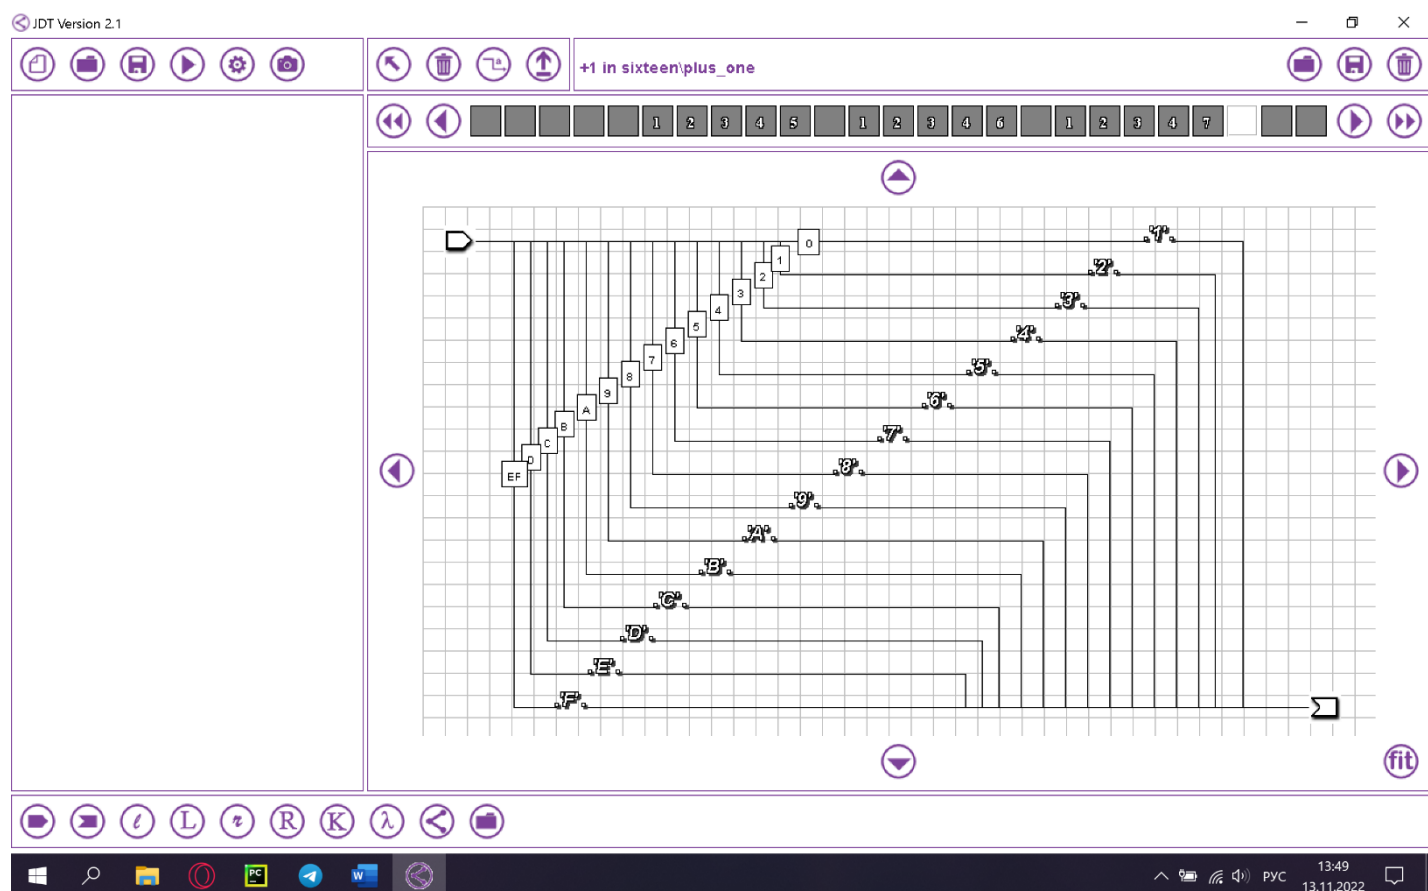 JDT Version 2.1
+1 in sixteen\plus_one
1 2 3 4 5 1 2 3 4 6 1 2 3 4 7
0
'1'
1
'2'
2
'3'
3
'4'
4
'5'
5
'6'
6
'7'
7
'8'
8
'9'
9
'A'
A
'B'
B
'C'
C
'D'
D
'E'
EF
'F'
fit
l L r R K λ
PC
W
РУС
13:49
13.11.2022